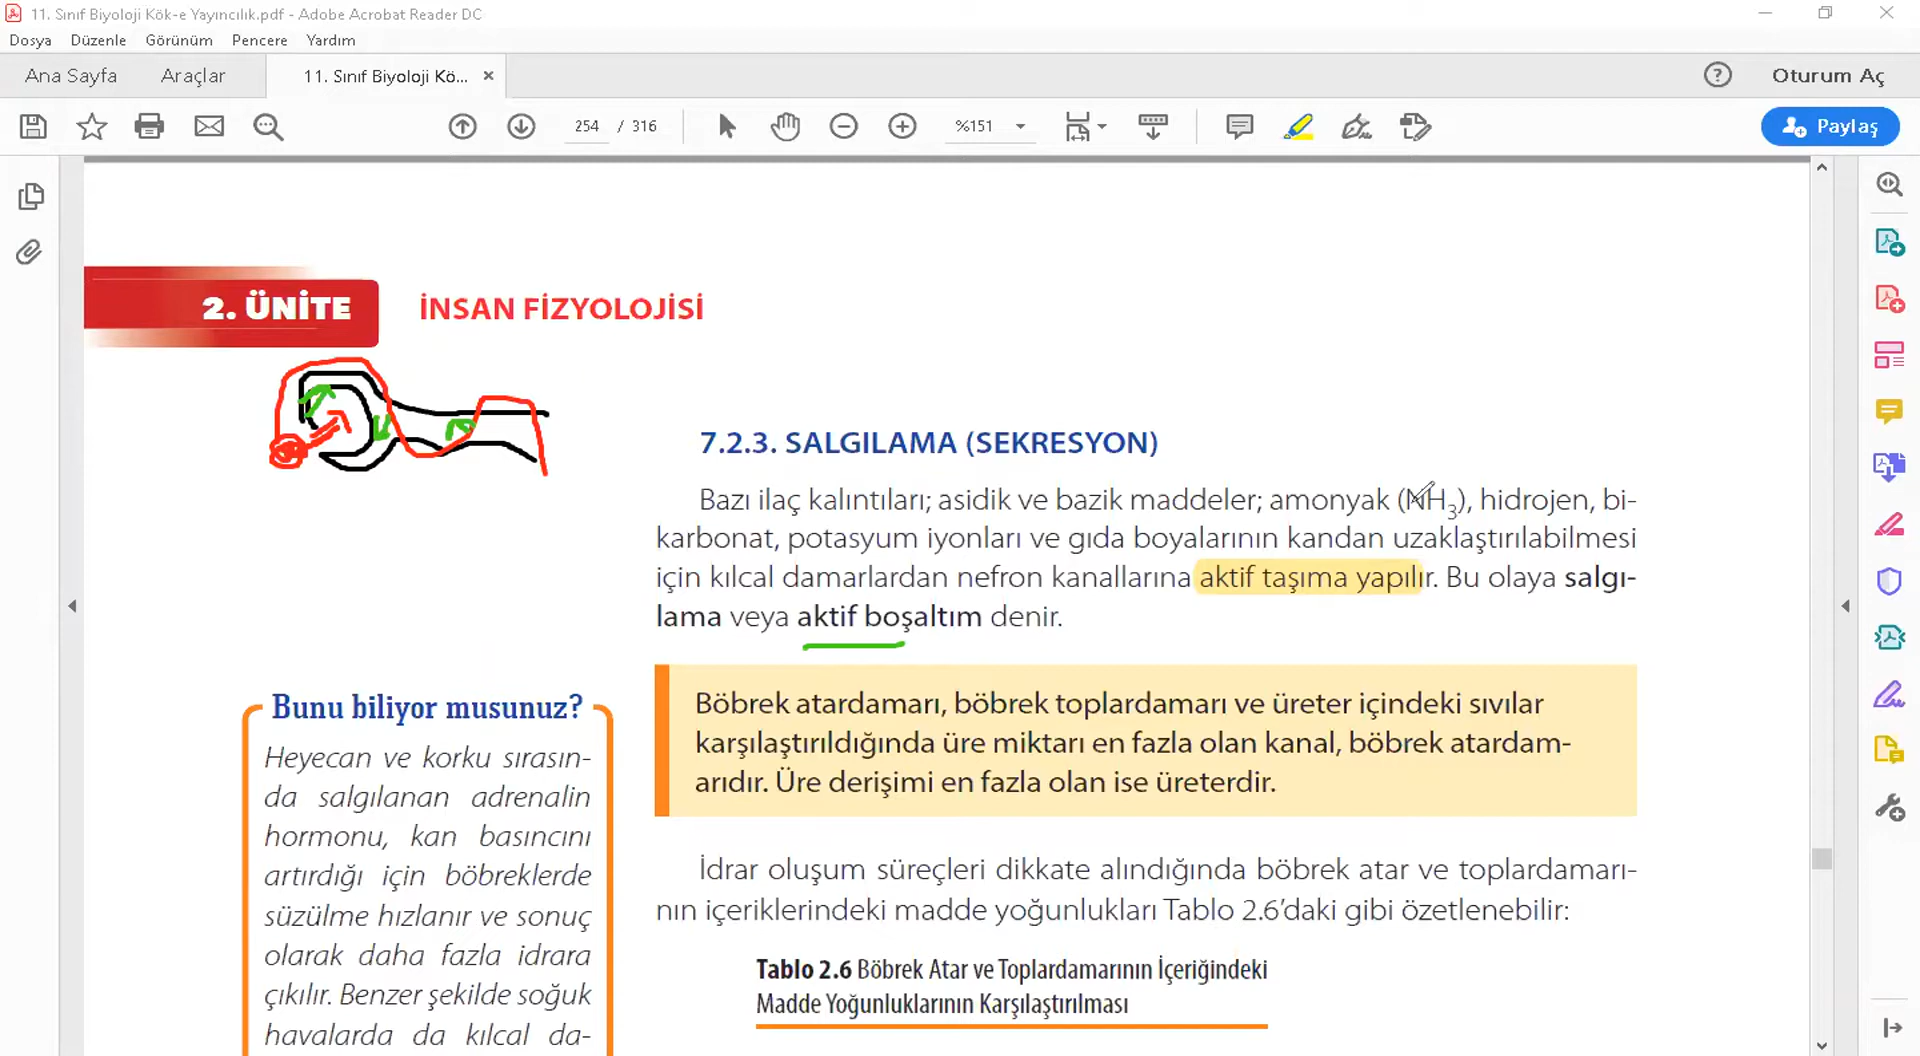 11. Sınıf Biyoloji Kök-e Yayıncılık.pdf - Adobe Acrobat Reader DC
Dosya Düzenle Görünüm Pencere Yardım
Ana Sayfa Araçlar 11. Sınıf Biyoloji Kö... × Oturum Aç
254 / 316 %151 Paylaş
2. ÜNİTE İNSAN FİZYOLOJİSİ
7.2.3. SALGILAMA (SEKRESYON)
Bazı ilaç kalıntıları; asidik ve bazik maddeler; amonyak (NH₃), hidrojen, bi-
karbonat, potasyum iyonları ve gıda boyalarının kandan uzaklaştırılabilmesi
için kılcal damarlardan nefron kanallarına aktif taşıma yapılır. Bu olaya salgı-
lama veya aktif boşaltım denir.
Böbrek atardamarı, böbrek toplardamarı ve üreter içindeki sıvılar
karşılaştırıldığında üre miktarı en fazla olan kanal, böbrek atardam-
arıdır. Üre derişimi en fazla olan ise üreterdir.
İdrar oluşum süreçleri dikkate alındığında böbrek atar ve toplardamarı-
nın içeriklerindeki madde yoğunlukları Tablo 2.6'daki gibi özetlenebilir:
Tablo 2.6 Böbrek Atar ve Toplardamarının İçeriğindeki
Madde Yoğunluklarının Karşılaştırılması
Bunu biliyor musunuz?
Heyecan ve korku sırasın-
da salgılanan adrenalin
hormonu, kan basıncını
artırdığı için böbreklerde
süzülme hızlanır ve sonuç
olarak daha fazla idrara
çıkılır. Benzer şekilde soğuk
havalarda da kılcal da-